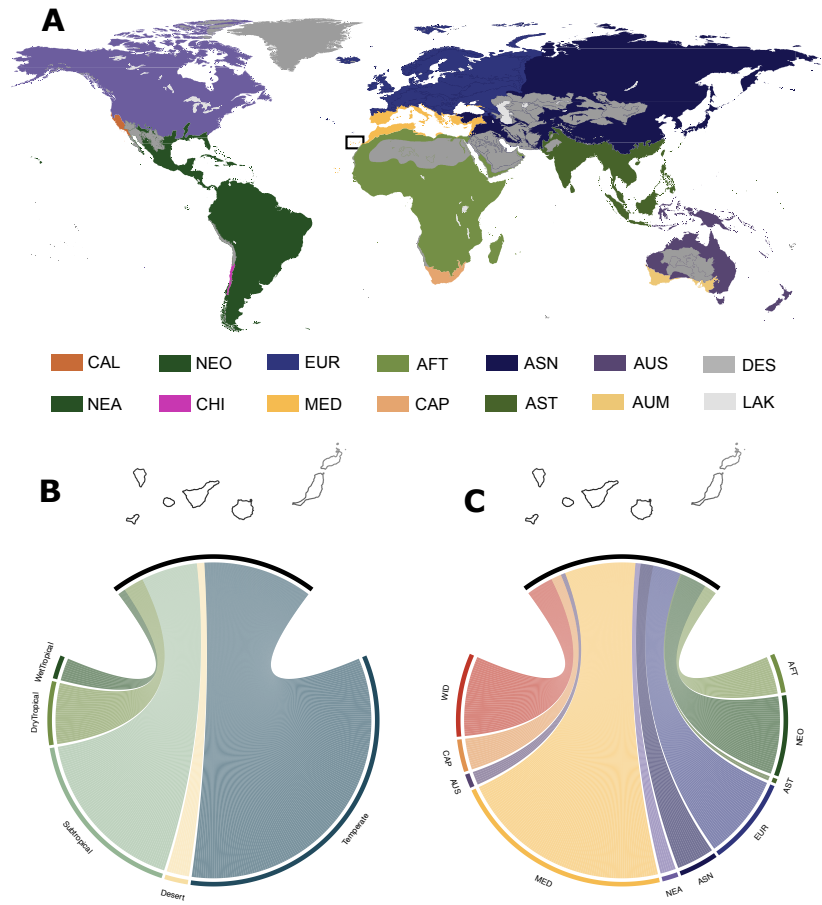 A
CAL NEO EUR AFT ASN AUS DES
NEA CHI MED CAP AST AUM LAK
B
C
WetTropical
DryTropical
Subtropical
Desert
Temperate
WID
CAP
AUS
MED
NEA
ASN
EUR
AST
NEO
AFT